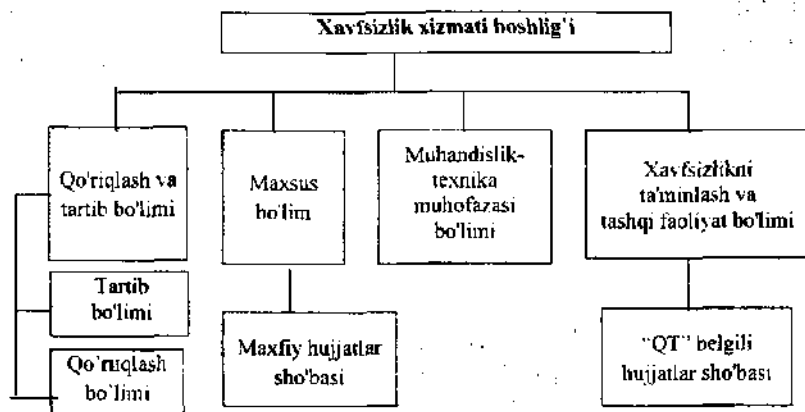 Xavfsizlik xizmati boshlig'i
Qo'riqlash va
tartib bo'limi
Maxsus
bo'lim
Muhandislik-
texnika
muhofazasi
bo'limi
Xavfsizlikni
ta'minlash va
tashqi faoliyat bo'limi
Tartib
bo'limi
Qo'ruqlash
bo'limi
Maxfiy hujjatlar
sho'basi
"QT" belgili
hujjatlar sho'basi